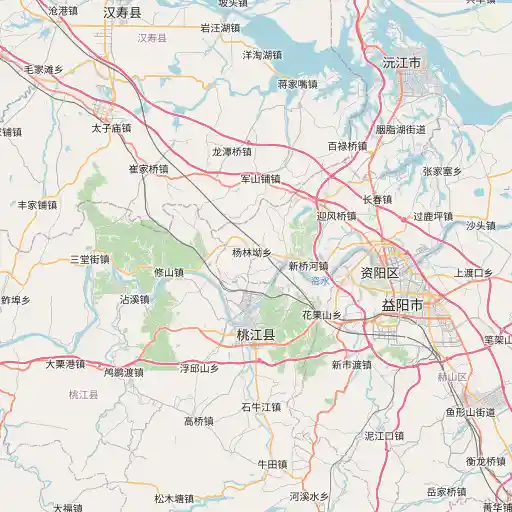 沧港镇
坡头镇
汉寿县
岩汪湖镇
汉寿县
洋淘湖镇
沅江市
毛家滩乡
蒋家嘴镇
太子庙镇
胭脂湖街道
百禄桥镇
龙潭桥镇
崔家桥镇
张家塞乡
军山铺镇
长春镇
丰家铺镇
迎风桥镇
过鹿坪镇
沙头镇
杨林坳乡
三堂街镇
修山镇
新桥河镇
资阳区
上渡口乡
资水
沾溪镇
益阳市
花果山乡
桃江县
笔架山
大栗港镇
鸬鹚渡镇
浮邱山乡
新市渡镇
赫山区
桃江县
石牛江镇
鱼形山街道
高桥镇
泥江口镇
牛田镇
衡龙桥镇
岳家桥镇
松木塘镇
河溪水乡
大福镇